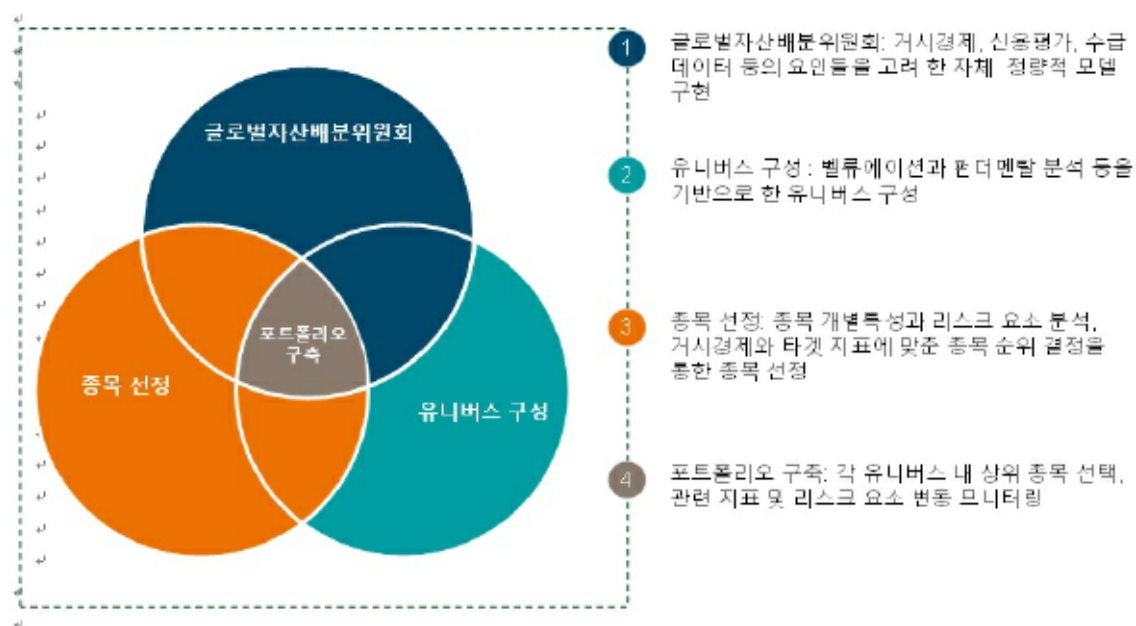 글로벌자산배분위원회
포트폴리오
구축
종목 선정
유니버스 구성
1
글로벌자산배분위원회: 거시경제, 신용평가, 수급
데이터 등의 요인들을 고려 한 자체 정량적 모델
구현
2
유니버스 구성 : 벨류에이션과 펀더멘탈 분석 등을
기반으로 한 유니버스 구성
3
종목 선정: 종목 개별특성과 리스크 요소 분석,
거시경제와 타겟 지표에 맞춘 종목 순위 결정을
통한 종목 선정
4
포트폴리오 구축: 각 유니버스 내 상위 종목 선택,
관련 지표 및 리스크 요소 변동 모니터링